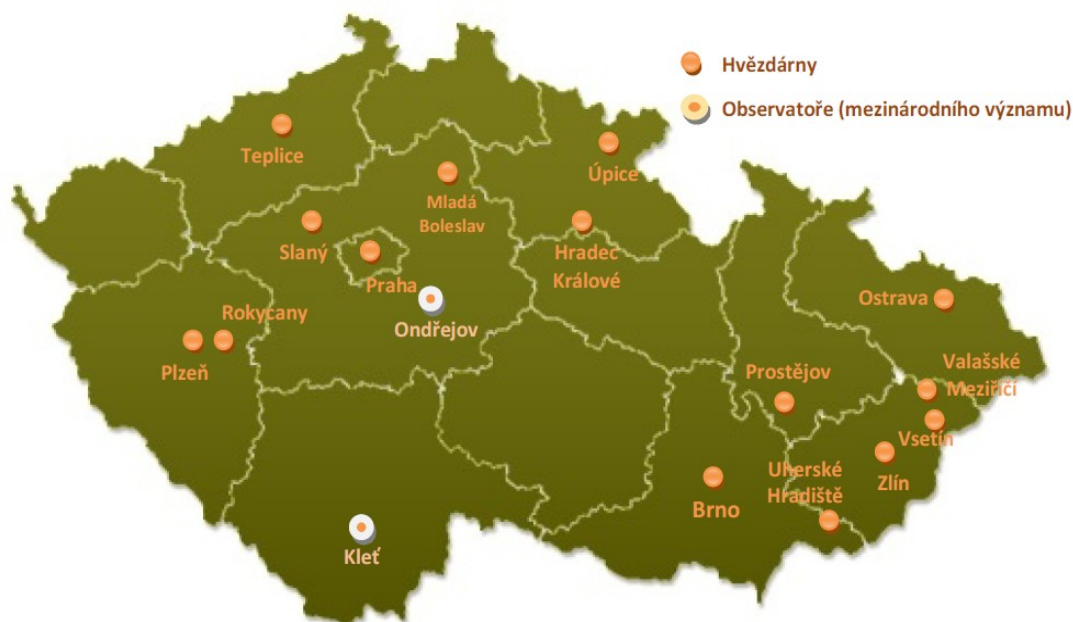 Hvězdárny
Observatoře (mezinárodního významu)
Teplice
Úpice
Mladá
Boleslav
Slaný
Hradec
Králové
Praha
Ostrava
Rokycany
Ondřejov
Plzeň
Valašské
Meziříčí
Prostějov
Vsetín
Uherské
Hradiště
Zlín
Brno
Kleť